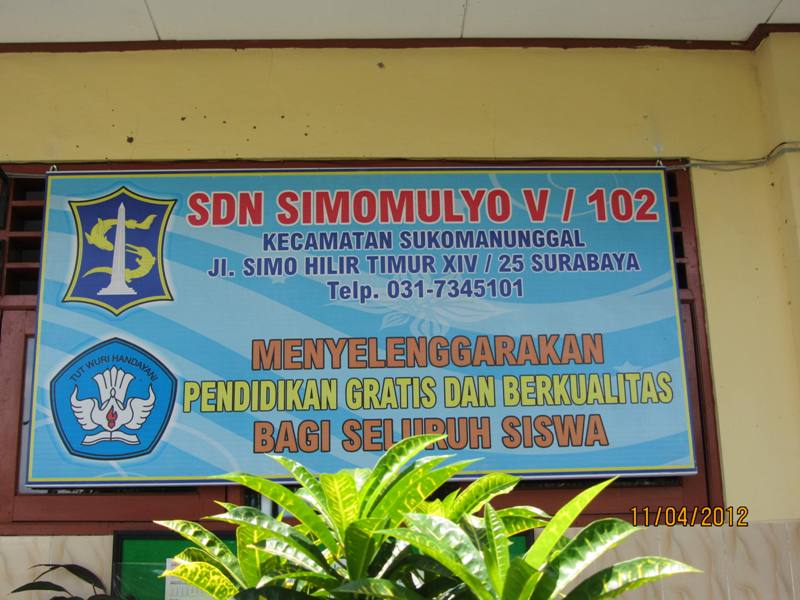 SDN SIMOMULYO V / 102
KECAMATAN SUKOMANUNGGAL
Jl. SIMO HILIR TIMUR XIV / 25 SURABAYA
Telp. 031-7345101
TUT WURI HANDAYANI
MENYELENGGARAKAN
PENDIDIKAN GRATIS DAN BERKUALITAS
BAGI SELURUH SISWA
11/04/2012